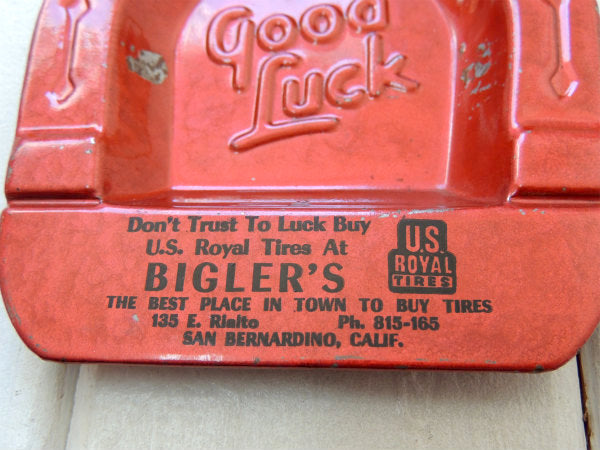 Good
Luck
Don't Trust To Luck Buy
U.S. Royal Tires At
BIGLER'S
U.S.
ROYAL
TIRES
THE BEST PLACE IN TOWN TO BUY TIRES
135 E. Rialto Ph. 815-165
SAN BERNARDINO, CALIF.